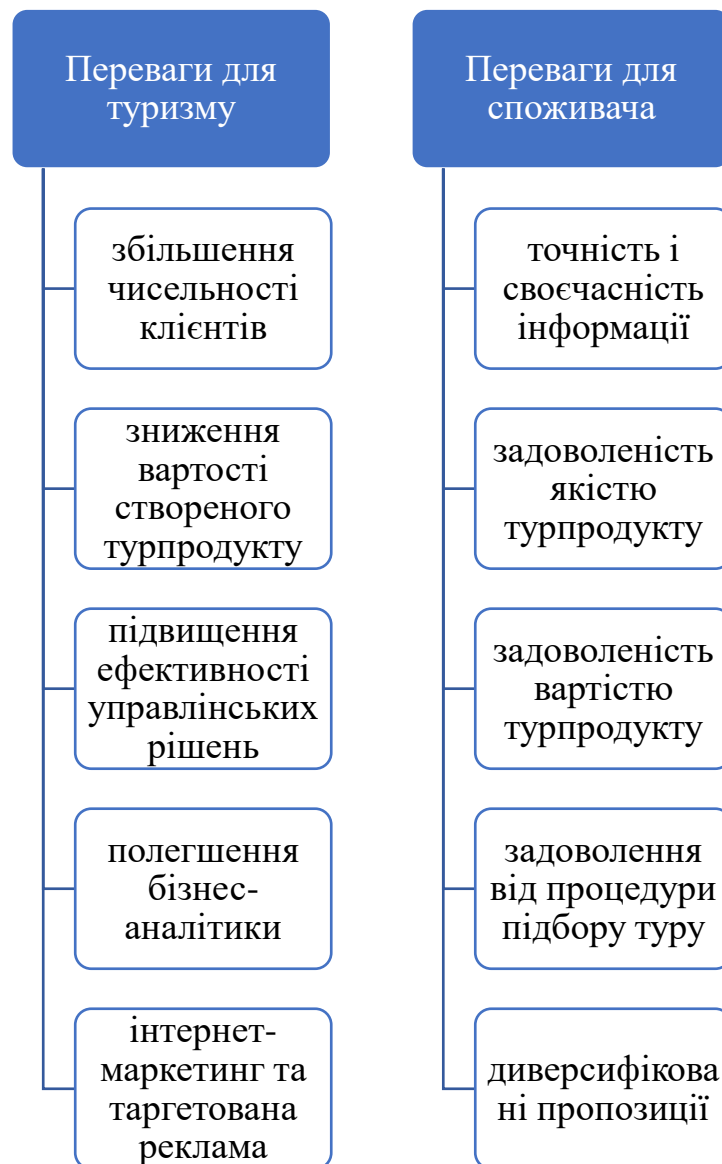 Переваги для
туризму
збільшення
чисельності
клієнтів
зниження
вартості
створеного
турпродукту
підвищення
ефективності
управлінських
рішень
полегшення
бізнес-
аналітики
інтернет-
маркетинг та
таргетована
реклама
Переваги для
споживача
точність і
своєчасність
інформації
задоволеність
якістю
турпродукту
задоволеність
вартістю
турпродукту
задоволення
від процедури
підбору туру
диверсифікова
ні пропозиції